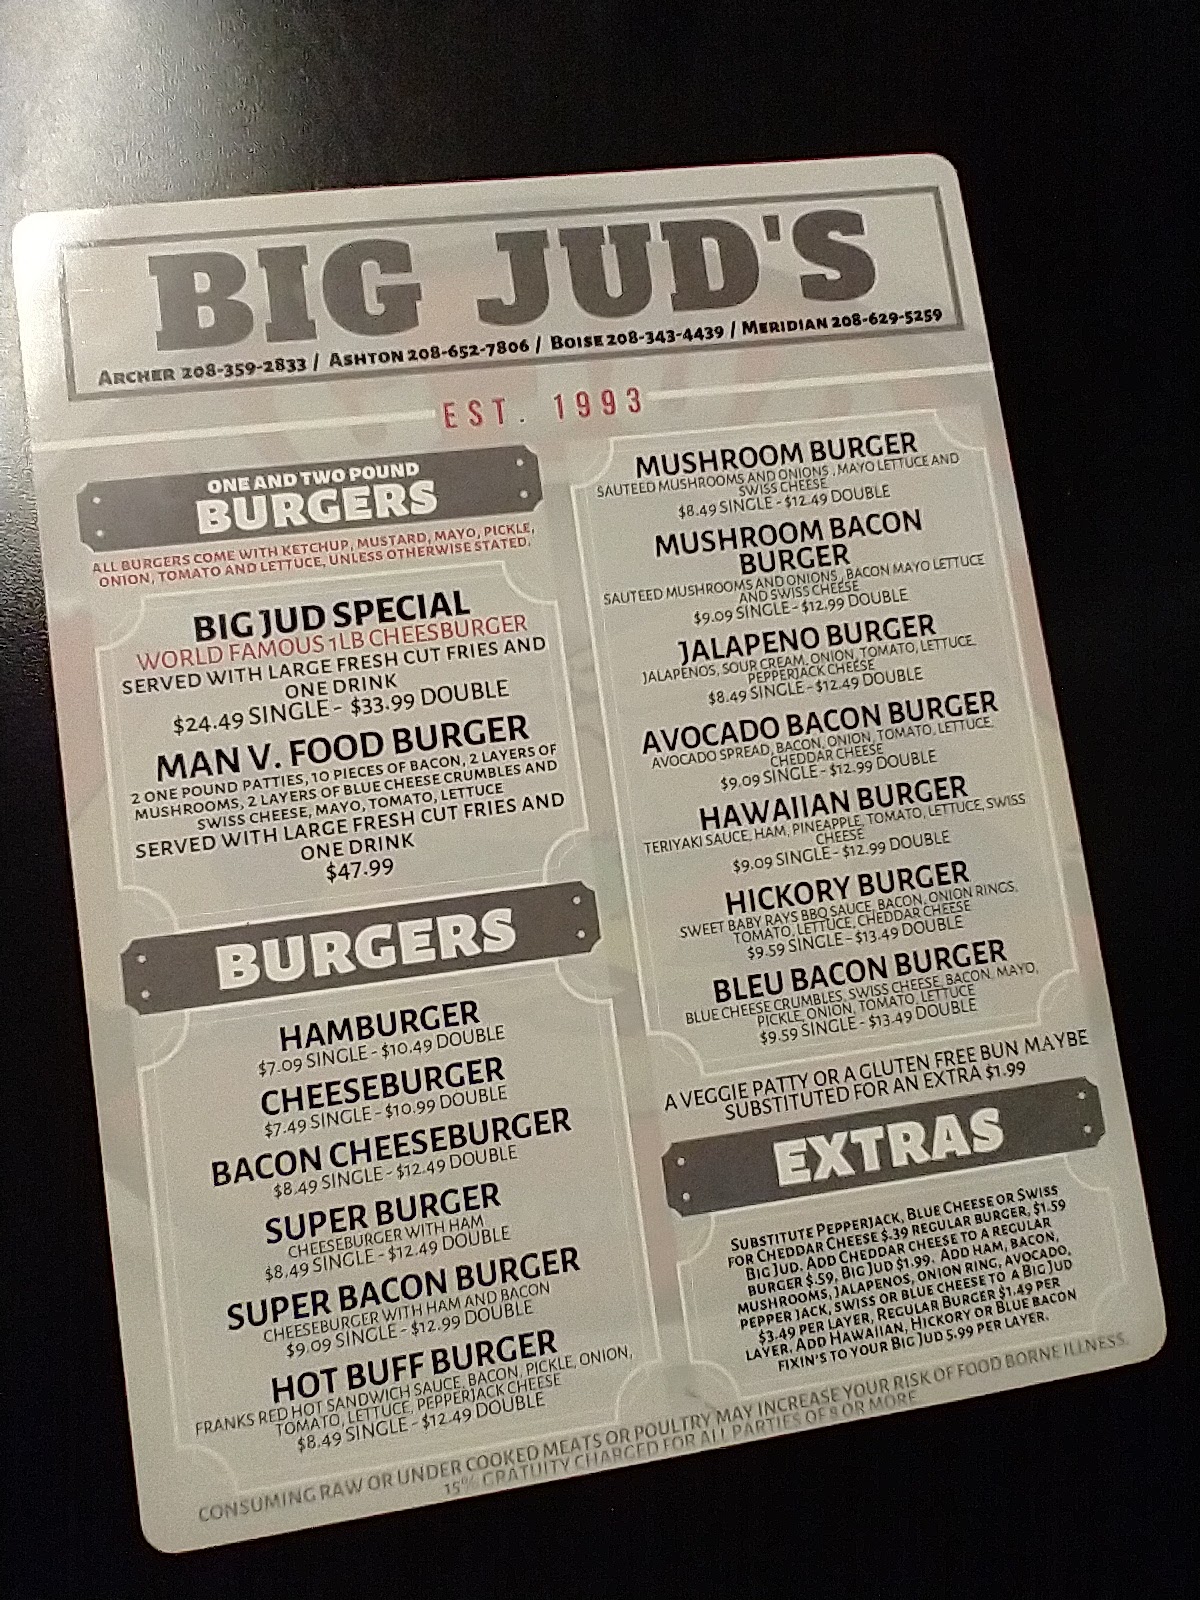 BIG JUD'S
ARCHER 208-359-2833 / ASHTON 208-652-7806 / BOISE 208-343-4439 / MERIDIAN 208-629-5259
EST. 1993
ONE AND TWO POUND
BURGERS
ALL BURGERS COME WITH KETCHUP, MUSTARD, MAYO, PICKLE,
ONION, TOMATO AND LETTUCE, UNLESS OTHERWISE STATED.
BIG JUD SPECIAL
WORLD FAMOUS 1LB CHEESBURGER
SERVED WITH LARGE FRESH CUT FRIES AND
ONE DRINK
$24.49 SINGLE - $33.99 DOUBLE
MAN V. FOOD BURGER
2 ONE POUND PATTIES, 10 PIECES OF BACON, 2 LAYERS OF
MUSHROOMS, 2 LAYERS OF BLUE CHEESE CRUMBLES AND
SWISS CHEESE, MAYO, TOMATO, LETTUCE
SERVED WITH LARGE FRESH CUT FRIES AND
ONE DRINK
$47.99
BURGERS
HAMBURGER
$7.09 SINGLE - $10.49 DOUBLE
CHEESEBURGER
$7.49 SINGLE - $10.99 DOUBLE
BACON CHEESEBURGER
$8.49 SINGLE - $12.49 DOUBLE
SUPER BURGER
CHEESEBURGER WITH HAM
$8.49 SINGLE - $12.49 DOUBLE
SUPER BACON BURGER
CHEESEBURGER WITH HAM AND BACON
$9.09 SINGLE - $12.99 DOUBLE
HOT BUFF BURGER
FRANKS RED HOT SANDWICH SAUCE, BACON, PICKLE, ONION,
TOMATO, LETTUCE, PEPPERJACK CHEESE
$8.49 SINGLE - $12.49 DOUBLE
MUSHROOM BURGER
SAUTEED MUSHROOMS AND ONIONS , MAYO LETTUCE AND
SWISS CHEESE
$8.49 SINGLE - $12.49 DOUBLE
MUSHROOM BACON
BURGER
SAUTEED MUSHROOMS AND ONIONS , BACON MAYO LETTUCE
AND SWISS CHEESE
$9.09 SINGLE - $12.99 DOUBLE
JALAPENO BURGER
JALAPENOS, SOUR CREAM, ONION, TOMATO, LETTUCE,
PEPPERJACK CHEESE
$8.49 SINGLE - $12.49 DOUBLE
AVOCADO BACON BURGER
AVOCADO SPREAD, BACON, ONION, TOMATO, LETTUCE,
CHEDDAR CHEESE
$9.09 SINGLE - $12.99 DOUBLE
HAWAIIAN BURGER
TERIYAKI SAUCE, HAM, PINEAPPLE, TOMATO, LETTUCE, SWISS
CHEESE
$9.09 SINGLE - $12.99 DOUBLE
HICKORY BURGER
SWEET BABY RAYS BBQ SAUCE, BACON, ONION RINGS,
TOMATO, LETTUCE, CHEDDAR CHEESE
$9.59 SINGLE - $13.49 DOUBLE
BLEU BACON BURGER
BLUE CHEESE CRUMBLES, SWISS CHEESE, BACON, MAYO,
PICKLE, ONION, TOMATO, LETTUCE
$9.59 SINGLE - $13.49 DOUBLE
A VEGGIE PATTY OR A GLUTEN FREE BUN MAYBE
SUBSTITUTED FOR AN EXTRA $1.99
EXTRAS
SUBSTITUTE PEPPERJACK, BLUE CHEESE OR SWISS
FOR CHEDDAR CHEESE $.39 REGULAR BURGER, $1.59
BIG JUD. ADD CHEDDAR CHEESE TO A REGULAR
BURGER $.59, BIG JUD $1.99. ADD HAM, BACON,
MUSHROOMS, JALAPENOS, ONION RING, AVOCADO,
PEPPER JACK, SWISS OR BLUE CHEESE TO A BIG JUD
$3.49 PER LAYER, REGULAR BURGER $1.49 PER
LAYER. ADD HAWAIIAN, HICKORY OR BLUE BACON
FIXIN'S TO YOUR BIG JUD 5.99 PER LAYER.
CONSUMING RAW OR UNDER COOKED MEATS OR POULTRY MAY INCREASE YOUR RISK OF FOOD BORNE ILLNESS.
15% GRATUITY CHARGED FOR ALL PARTIES OF 8 OR MORE